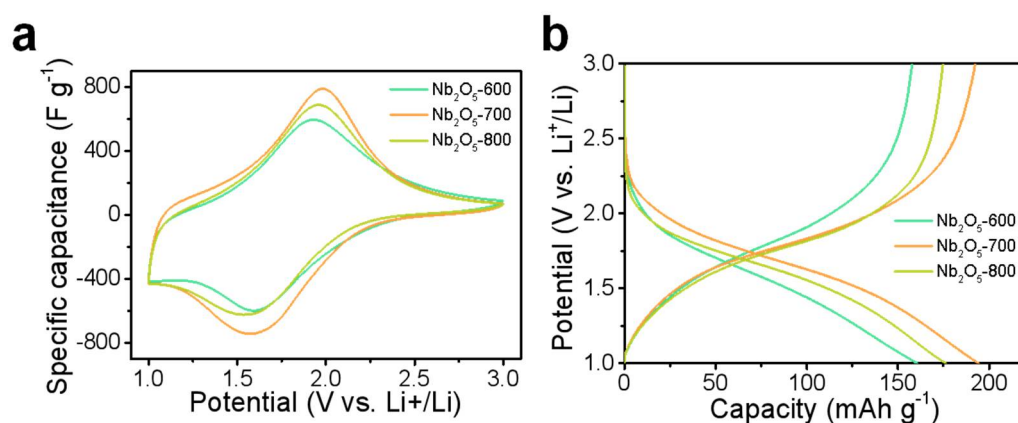 a
Specific capacitance (F g⁻¹)
800
400
0
-400
-800
1.0
1.5
2.0
2.5
3.0
Potential (V vs. Li+/Li)
Nb₂O₅-600
Nb₂O₅-700
Nb₂O₅-800
b
Potential (V vs. Li⁺/Li)
3.0
2.5
2.0
1.5
1.0
0
50
100
150
200
Capacity (mAh g⁻¹)
Nb₂O₅-600
Nb₂O₅-700
Nb₂O₅-800